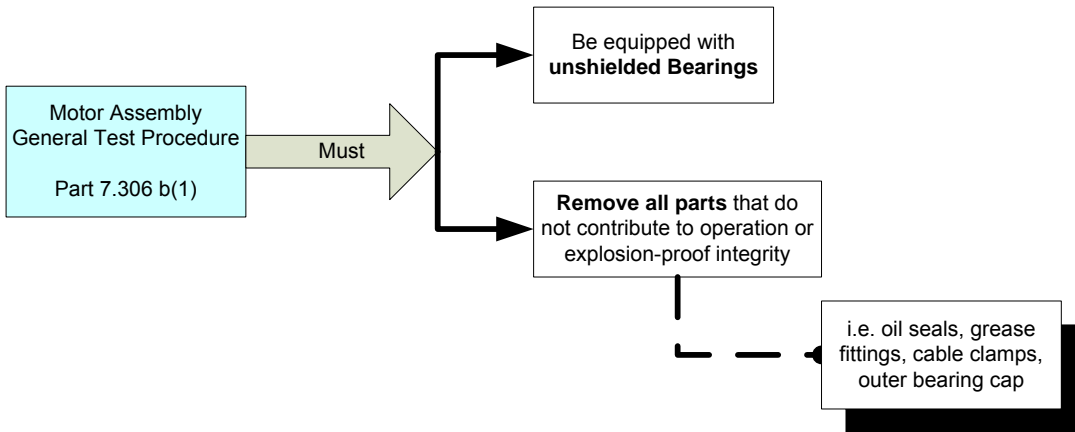 Motor Assembly
General Test Procedure
Part 7.306 b(1)
Must
Be equipped with
unshielded Bearings
Remove all parts that do
not contribute to operation or
explosion-proof integrity
i.e. oil seals, grease
fittings, cable clamps,
outer bearing cap